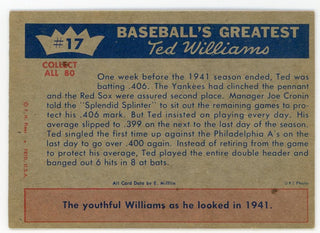 #17
BASEBALL'S GREATEST
Ted Williams
COLLECT
ALL 80
One week before the 1941 season ended, Ted was
batting .406. The Yankees had clinched the pennant
and the Red Sox were assured second place. Manager Joe Cronin
told the "Splendid Splinter" to sit out the remaining games to pro-
tect his .406 mark. But Ted insisted on playing every day. His
average slipped to .399 on the next to the last day of the season.
Ted singled the first time up against the Philadelphia A's on the
last day to go over .400 again. Instead of retiring from the game
to protect his average, Ted played the entire double header and
banged out 6 hits in 8 at bats.
Art Card Date by E. Mifflin
U P I Photo
The youthful Williams as he looked in 1941.